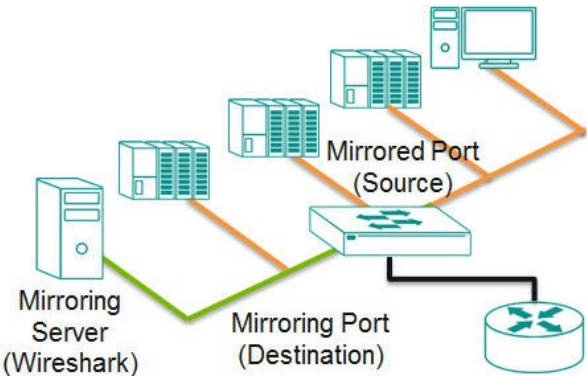 Mirrored Port
(Source)
Mirroring
Server
(Wireshark)
Mirroring Port
(Destination)